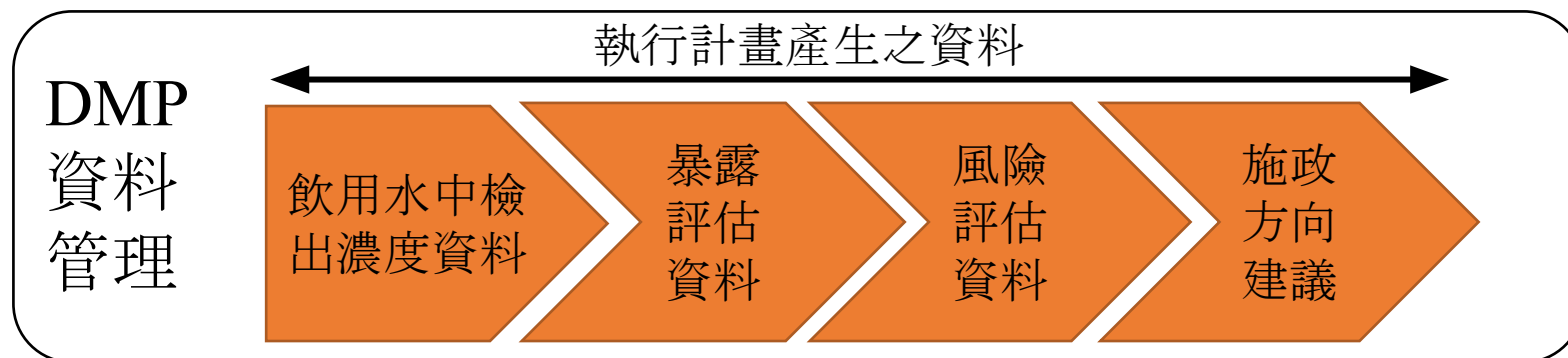 執行計畫產生之資料
DMP
資料
管理
飲用水中檢
出濃度資料
暴露
評估
資料
風險
評估
資料
施政
方向
建議